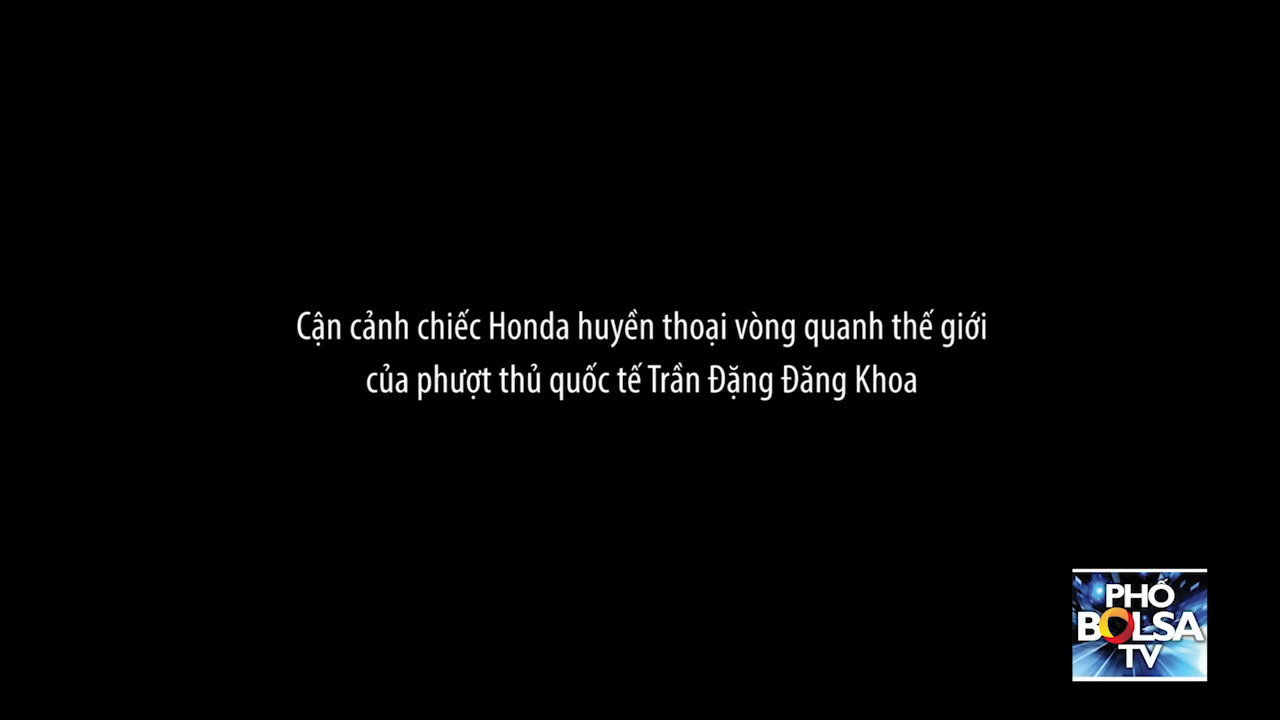 Cận cảnh chiếc Honda huyền thoại vòng quanh thế giới
của phượt thủ quốc tế Trần Đặng Đăng Khoa
PHỐ
BOLSA
TV